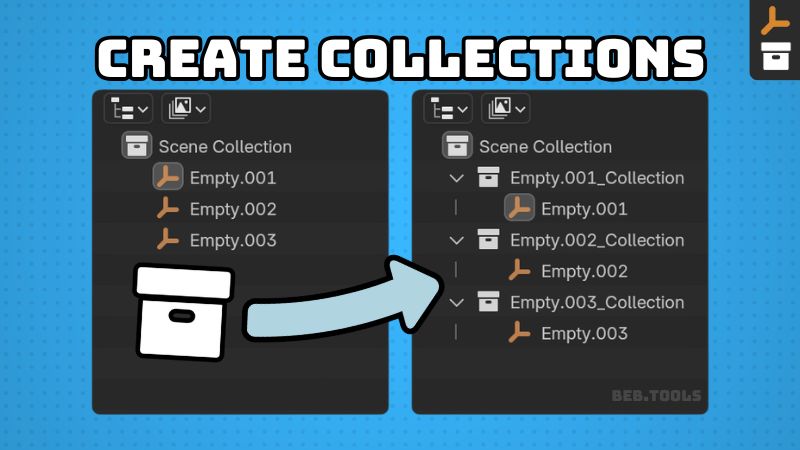 CREATE COLLECTIONS
Scene Collection
Empty.001
Empty.002
Empty.003
Scene Collection
Empty.001_Collection
Empty.001
Empty.002_Collection
Empty.002
Empty.003_Collection
Empty.003
BEB.TOOLS